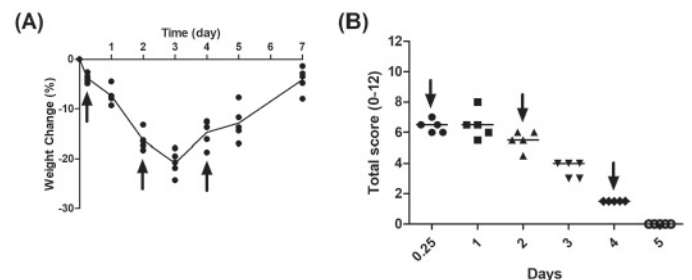 (A)
Time (day)
1 2 3 4 5 6 7
0
-10
-20
-30
Weight Change (%)
(B)
Total score (0-12)
12
10
8
6
4
2
0
0.25 1 2 3 4 5
Days